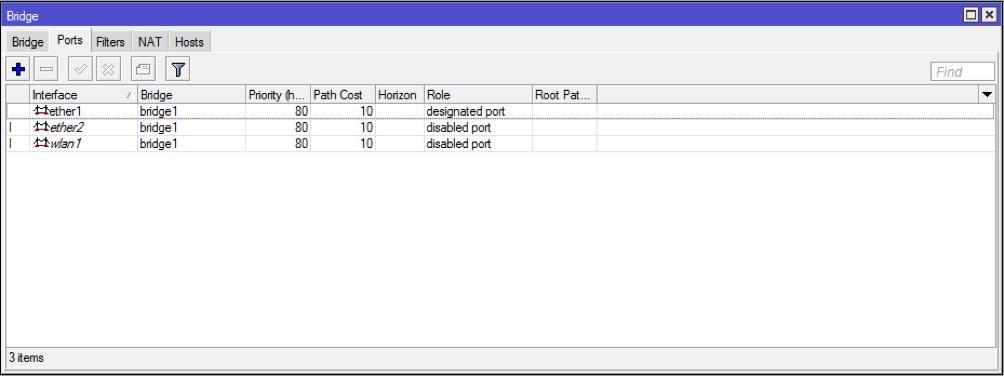 Bridge
Bridge Ports Filters NAT Hosts
Find
Interface Bridge Priority (h... Path Cost Horizon Role Root Pat...
ether1 bridge1 80 10 designated port
I ether2 bridge1 80 10 disabled port
I wlan1 bridge1 80 10 disabled port
3 items